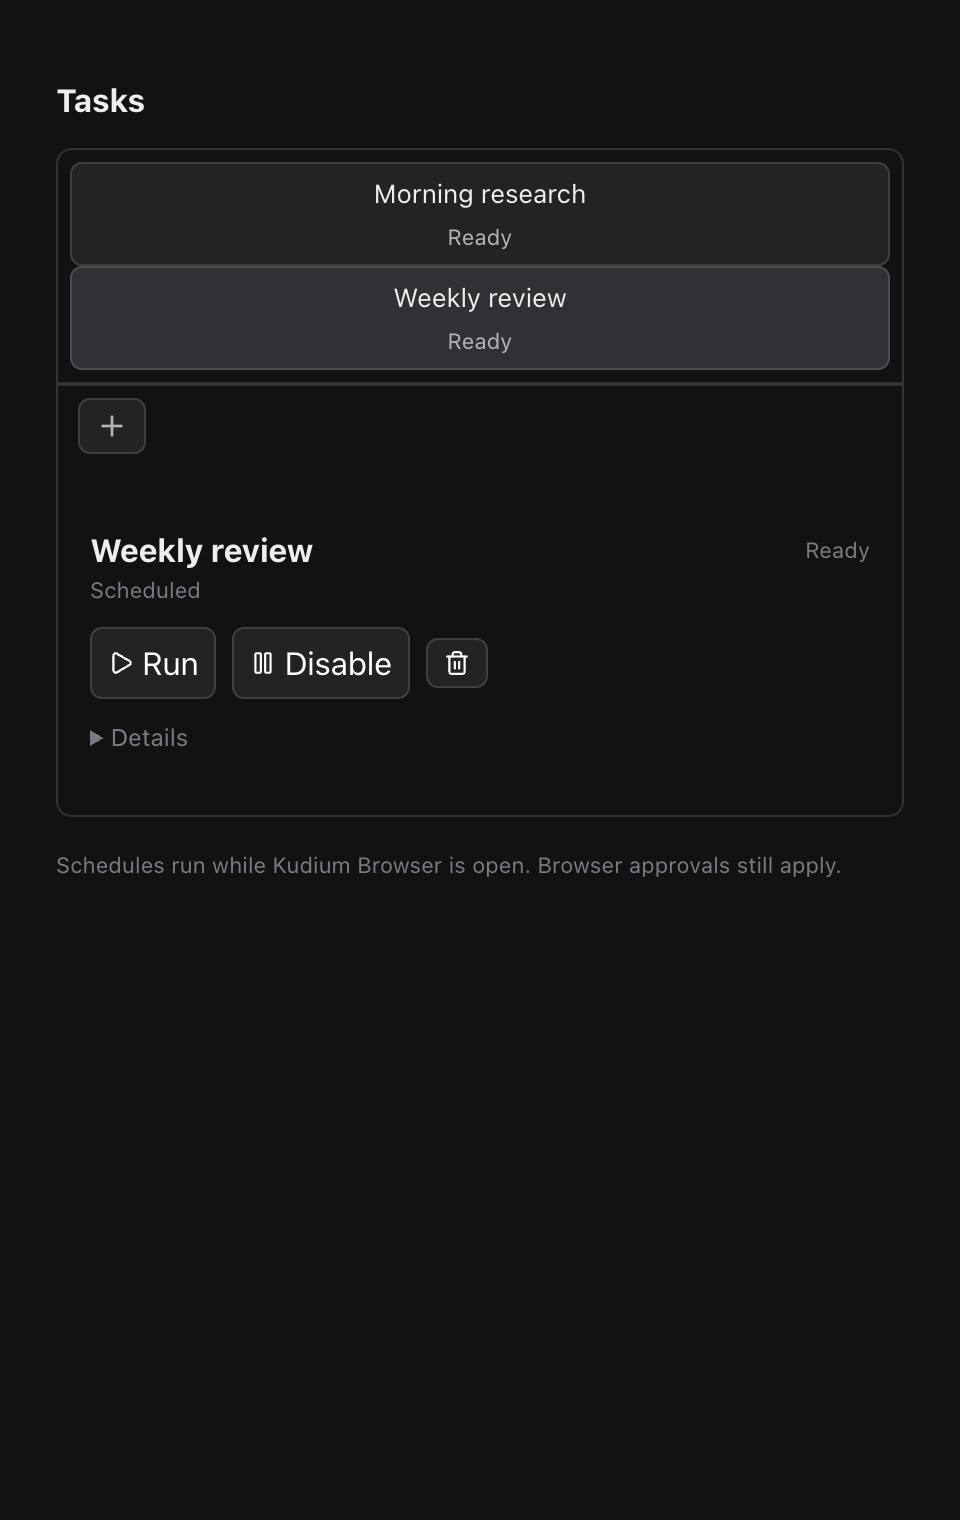 Tasks
Morning research
Ready
Weekly review
Ready
Weekly review
Ready
Scheduled
Run
Disable
Details
Schedules run while Kudium Browser is open. Browser approvals still apply.